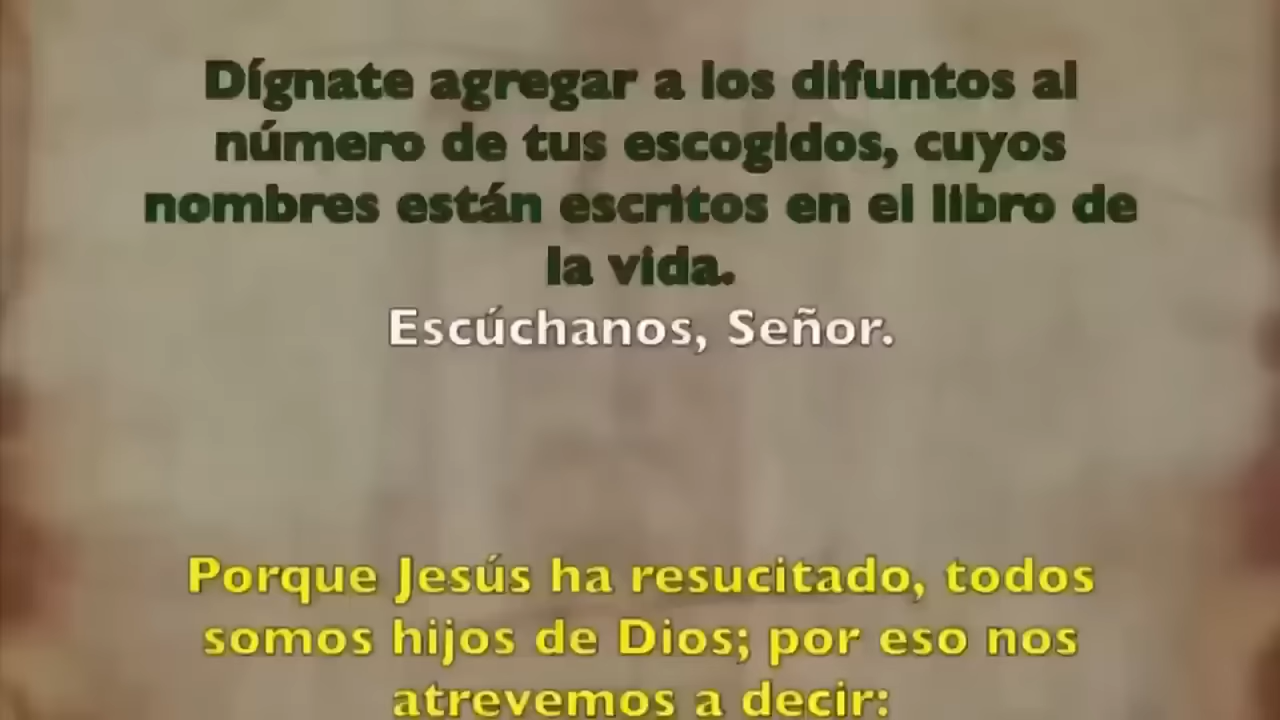 Dígnate agregar a los difuntos al
número de tus escogidos, cuyos
nombres están escritos en el libro de
la vida.
Escúchanos, Señor.
Porque Jesús ha resucitado, todos
somos hijos de Dios; por eso nos
atrevemos a decir: